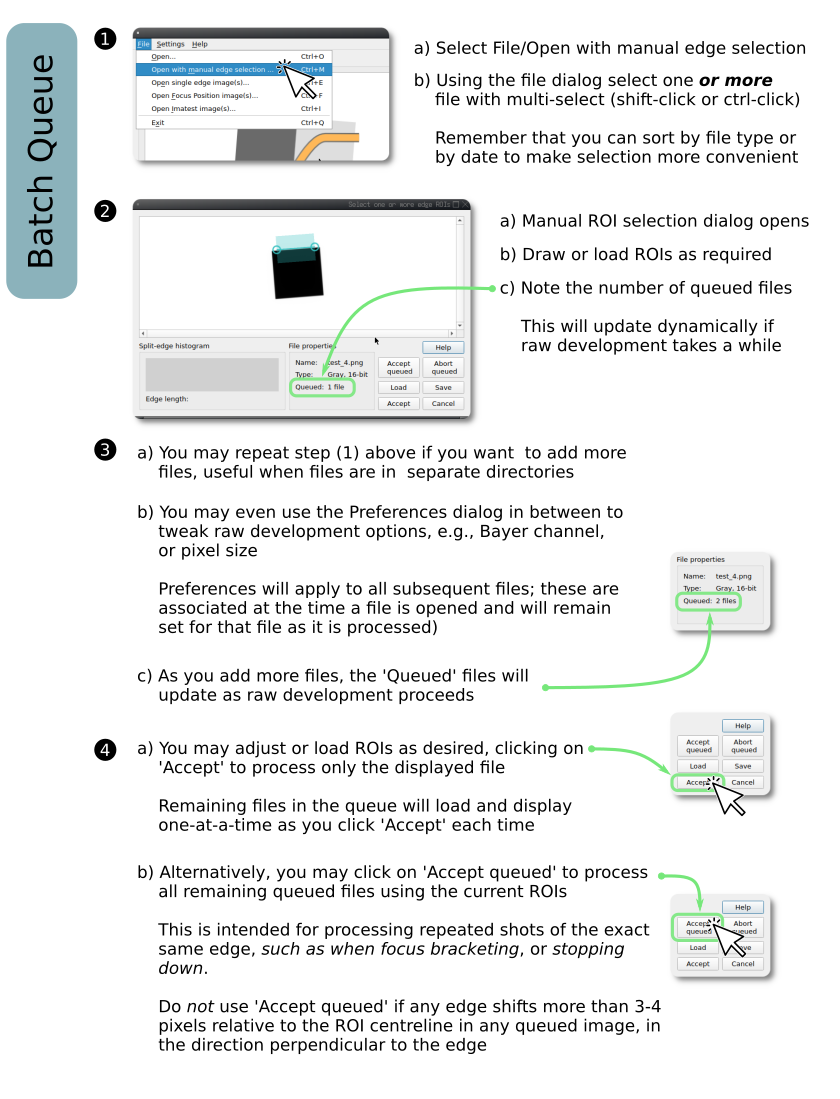 Batch Queue
1
File Settings Help
Open... Ctrl+O
Open with manual edge selection ... Ctrl+M
Open single edge image(s)... +E
Open Focus Position image(s)...
Open Imatest image(s)... Ctrl+I
Exit Ctrl+Q
a) Select File/Open with manual edge selection
b) Using the file dialog select one or more
file with multi-select (shift-click or ctrl-click)
Remember that you can sort by file type or
by date to make selection more convenient
2
Select one or more edge ROIs
Split-edge histogram
Edge length:
File properties
Name: test_4.png
Type: Gray, 16-bit
Queued: 1 file
Help
Accept queued
Abort queued
Load
Save
Accept
Cancel
a) Manual ROI selection dialog opens
b) Draw or load ROIs as required
c) Note the number of queued files
This will update dynamically if
raw development takes a while
3
a) You may repeat step (1) above if you want to add more
files, useful when files are in separate directories
b) You may even use the Preferences dialog in between to
tweak raw development options, e.g., Bayer channel,
or pixel size
Preferences will apply to all subsequent files; these are
associated at the time a file is opened and will remain
set for that file as it is processed)
File properties
Name: test_4.png
Type: Gray, 16-bit
Queued: 2 files
c) As you add more files, the 'Queued' files will
update as raw development proceeds
4
a) You may adjust or load ROIs as desired, clicking on
'Accept' to process only the displayed file
Remaining files in the queue will load and display
one-at-a-time as you click 'Accept' each time
Help
Accept queued
Abort queued
Load
Save
Accept
Cancel
b) Alternatively, you may click on 'Accept queued' to process
all remaining queued files using the current ROIs
This is intended for processing repeated shots of the exact
same edge, such as when focus bracketing, or stopping
down.
Do not use 'Accept queued' if any edge shifts more than 3-4
pixels relative to the ROI centreline in any queued image, in
the direction perpendicular to the edge
Help
Accept queued
Abort queued
Load
Save
Accept
Cancel